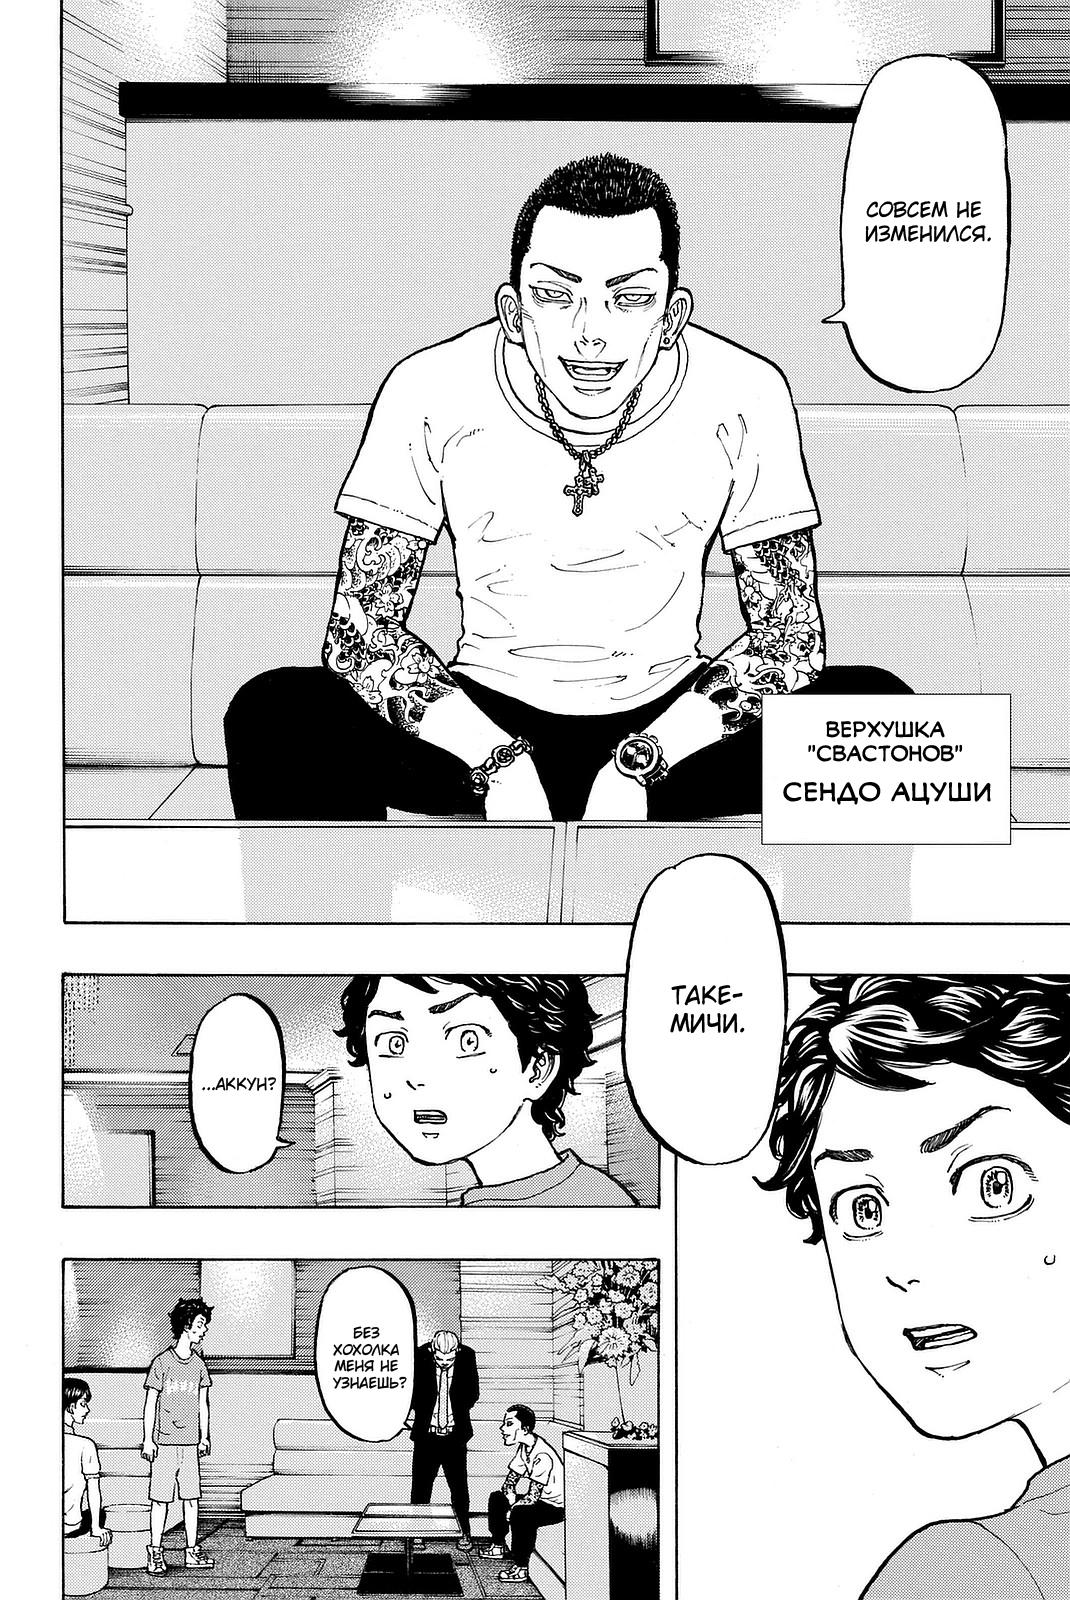 СОВСЕМ НЕ
ИЗМЕНИЛСЯ.
ВЕРХУШКА
"СВАСТОНОВ"
СЕНДО АЦУШИ
ТАКЕ-
МИЧИ.
...АККУН?
БЕЗ
ХОХОЛКА
МЕНЯ НЕ
УЗНАЕШЬ?